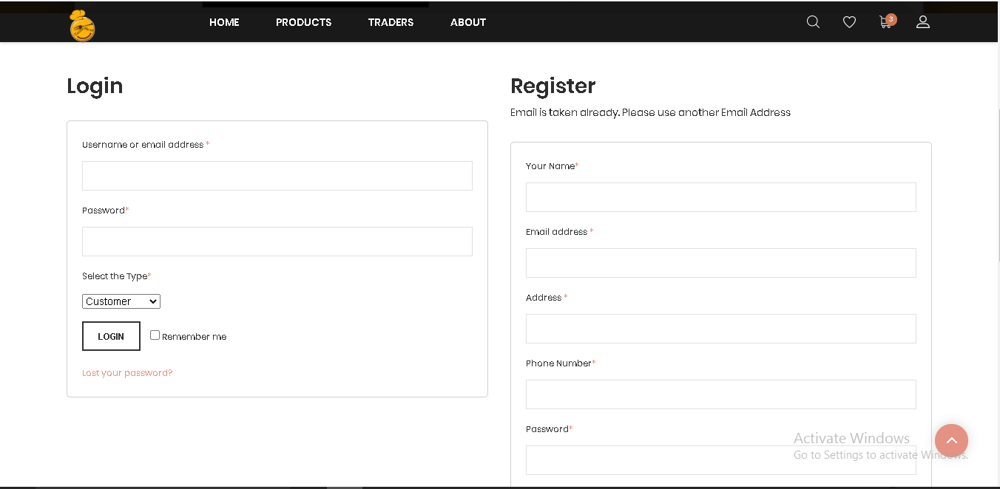 HOME PRODUCTS TRADERS ABOUT 3
Login
Username or email address *
Password*
Select the Type*
Customer
LOGIN Remember me
Lost your password?
Register
Email is taken already. Please use another Email Address
Your Name*
Email address *
Address *
Phone Number*
Password*
Activate Windows
Go to Settings to activate Windows.